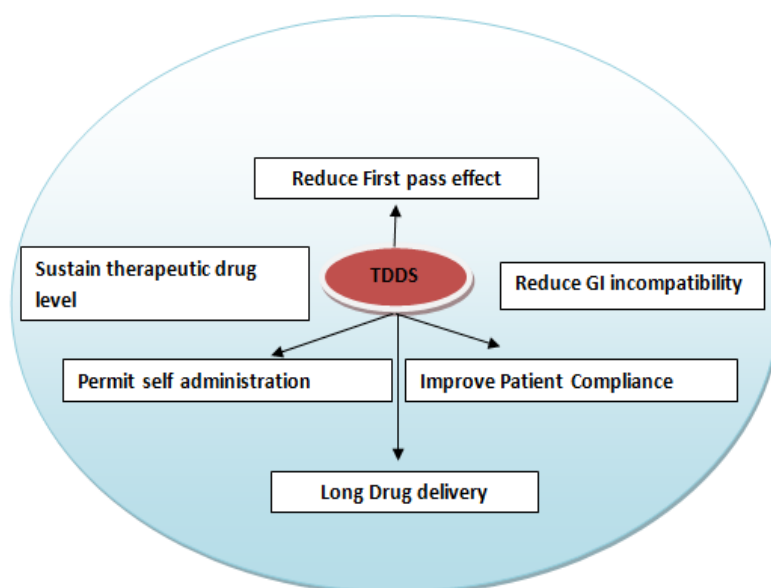 Reduce First pass effect
Sustain therapeutic drug
level
TDDS
Reduce GI incompatibility
Permit self administration
Improve Patient Compliance
Long Drug delivery